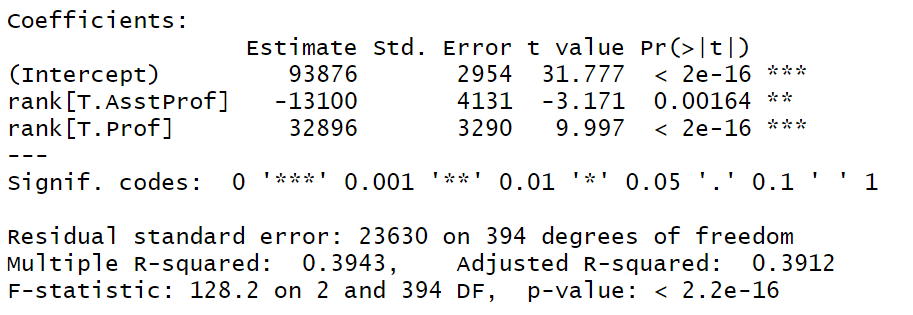 Coefficients:
Estimate Std. Error t value Pr(>|t|)
(Intercept) 93876 2954 31.777 < 2e-16 ***
rank[T.AsstProf] -13100 4131 -3.171 0.00164 **
rank[T.Prof] 32896 3290 9.997 < 2e-16 ***
---
Signif. codes: 0 '***' 0.001 '**' 0.01 '*' 0.05 '.' 0.1 ' ' 1
Residual standard error: 23630 on 394 degrees of freedom
Multiple R-squared: 0.3943, Adjusted R-squared: 0.3912
F-statistic: 128.2 on 2 and 394 DF, p-value: < 2.2e-16